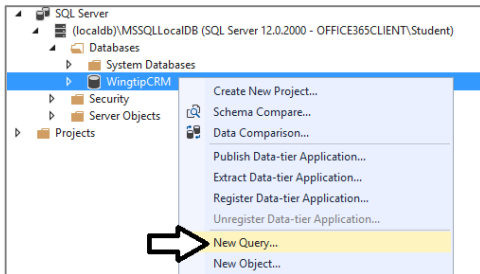 SQL Server
(localdb)\MSSQLLocalDB (SQL Server 12.0.2000 - OFFICE365CLIENT\Student)
Databases
System Databases
WingtipCRM
Security
Server Objects
Projects
Create New Project...
Schema Compare...
Data Comparison...
Publish Data-tier Application...
Extract Data-tier Application...
Register Data-tier Application...
Unregister Data-tier Application...
New Query...
New Object...